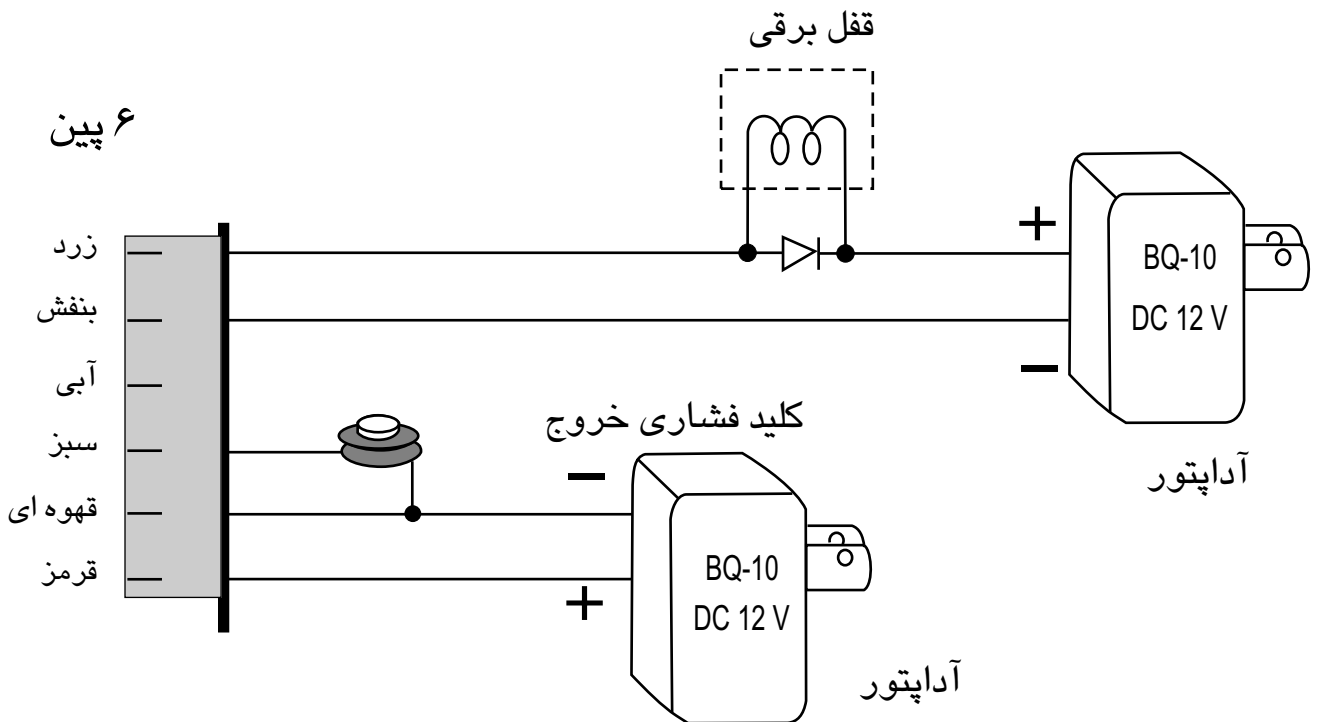 قفل برقی
۶ پین
زرد
بنفش
آبی
سبز
قهوه ای
قرمز
+
BQ-10
DC 12 V
−
آداپتور
کلید فشاری خروج
−
BQ-10
DC 12 V
+
آداپتور